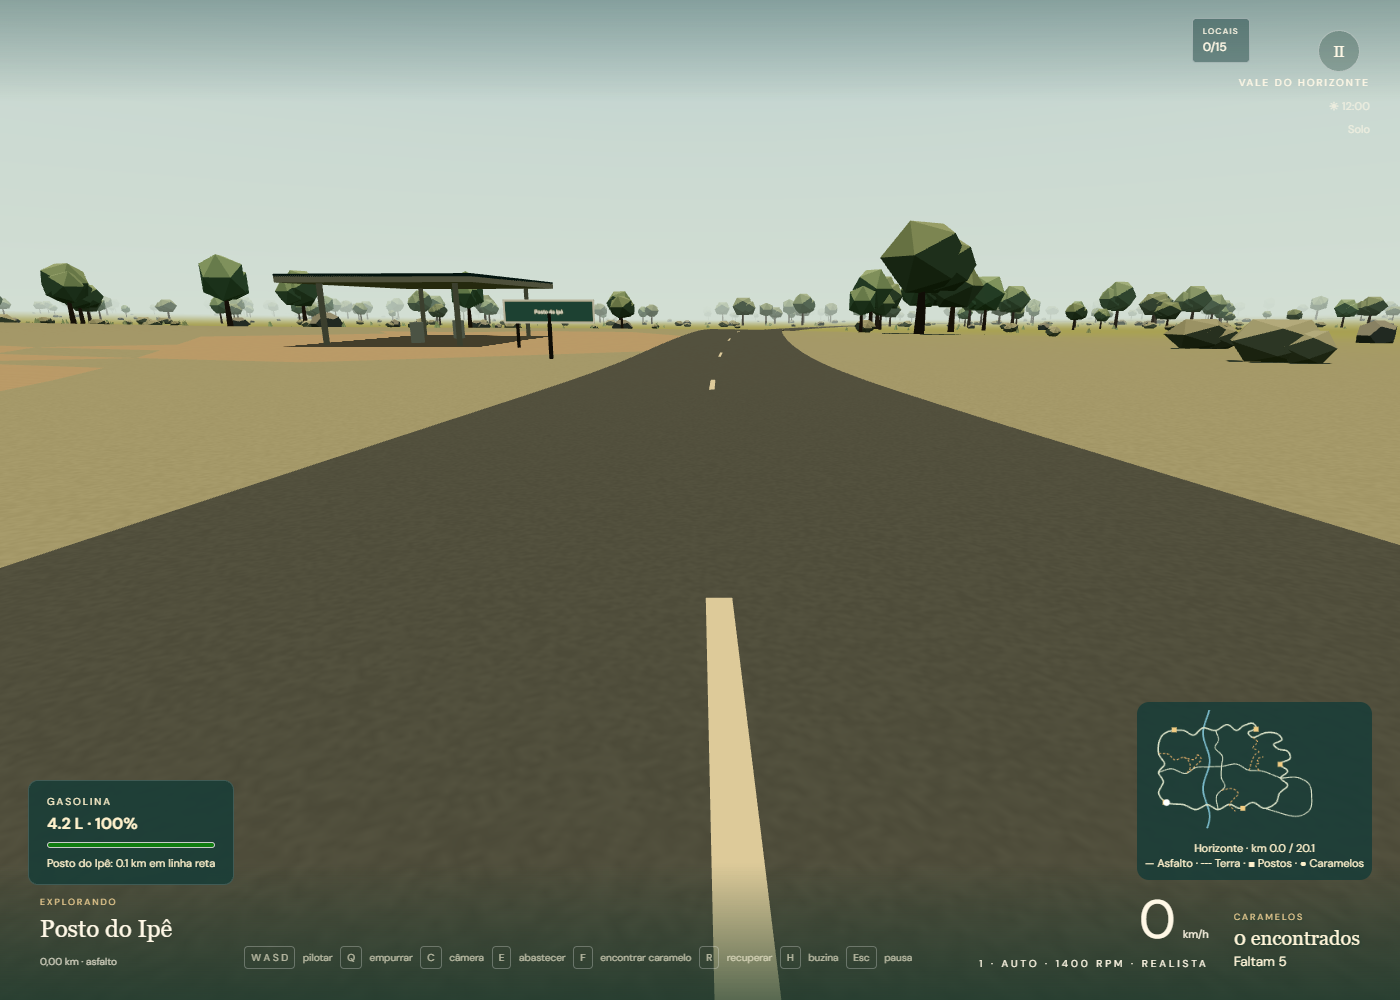 LOCAIS
0/15
II
VALE DO HORIZONTE
☀ 12:00
Solo
Posto do Ipê
GASOLINA
4.2 L · 100%
Posto do Ipê: 0.1 km em linha reta
EXPLORANDO
Posto do Ipê
0,00 km · asfalto
W A S D pilotar Q empurrar C câmera E abastecer F encontrar caramelo R recuperar H buzina Esc pausa
Horizonte · km 0.0 / 20.1
— Asfalto · --- Terra · ■ Postos · ● Caramelos
0 km/h
1 · AUTO · 1400 RPM · REALISTA
CARAMELOS
0 encontrados
Faltam 5